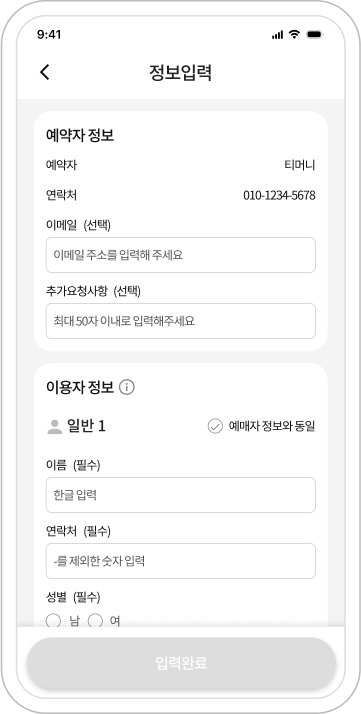 9:41
정보입력
예약자 정보
예약자 티머니
연락처 010-1234-5678
이메일 (선택)
이메일 주소를 입력해 주세요
추가요청사항 (선택)
최대 50자 이내로 입력해주세요
이용자 정보
일반 1 예매자 정보와 동일
이름 (필수)
한글 입력
연락처 (필수)
-를 제외한 숫자 입력
성별 (필수)
남 여
입력완료